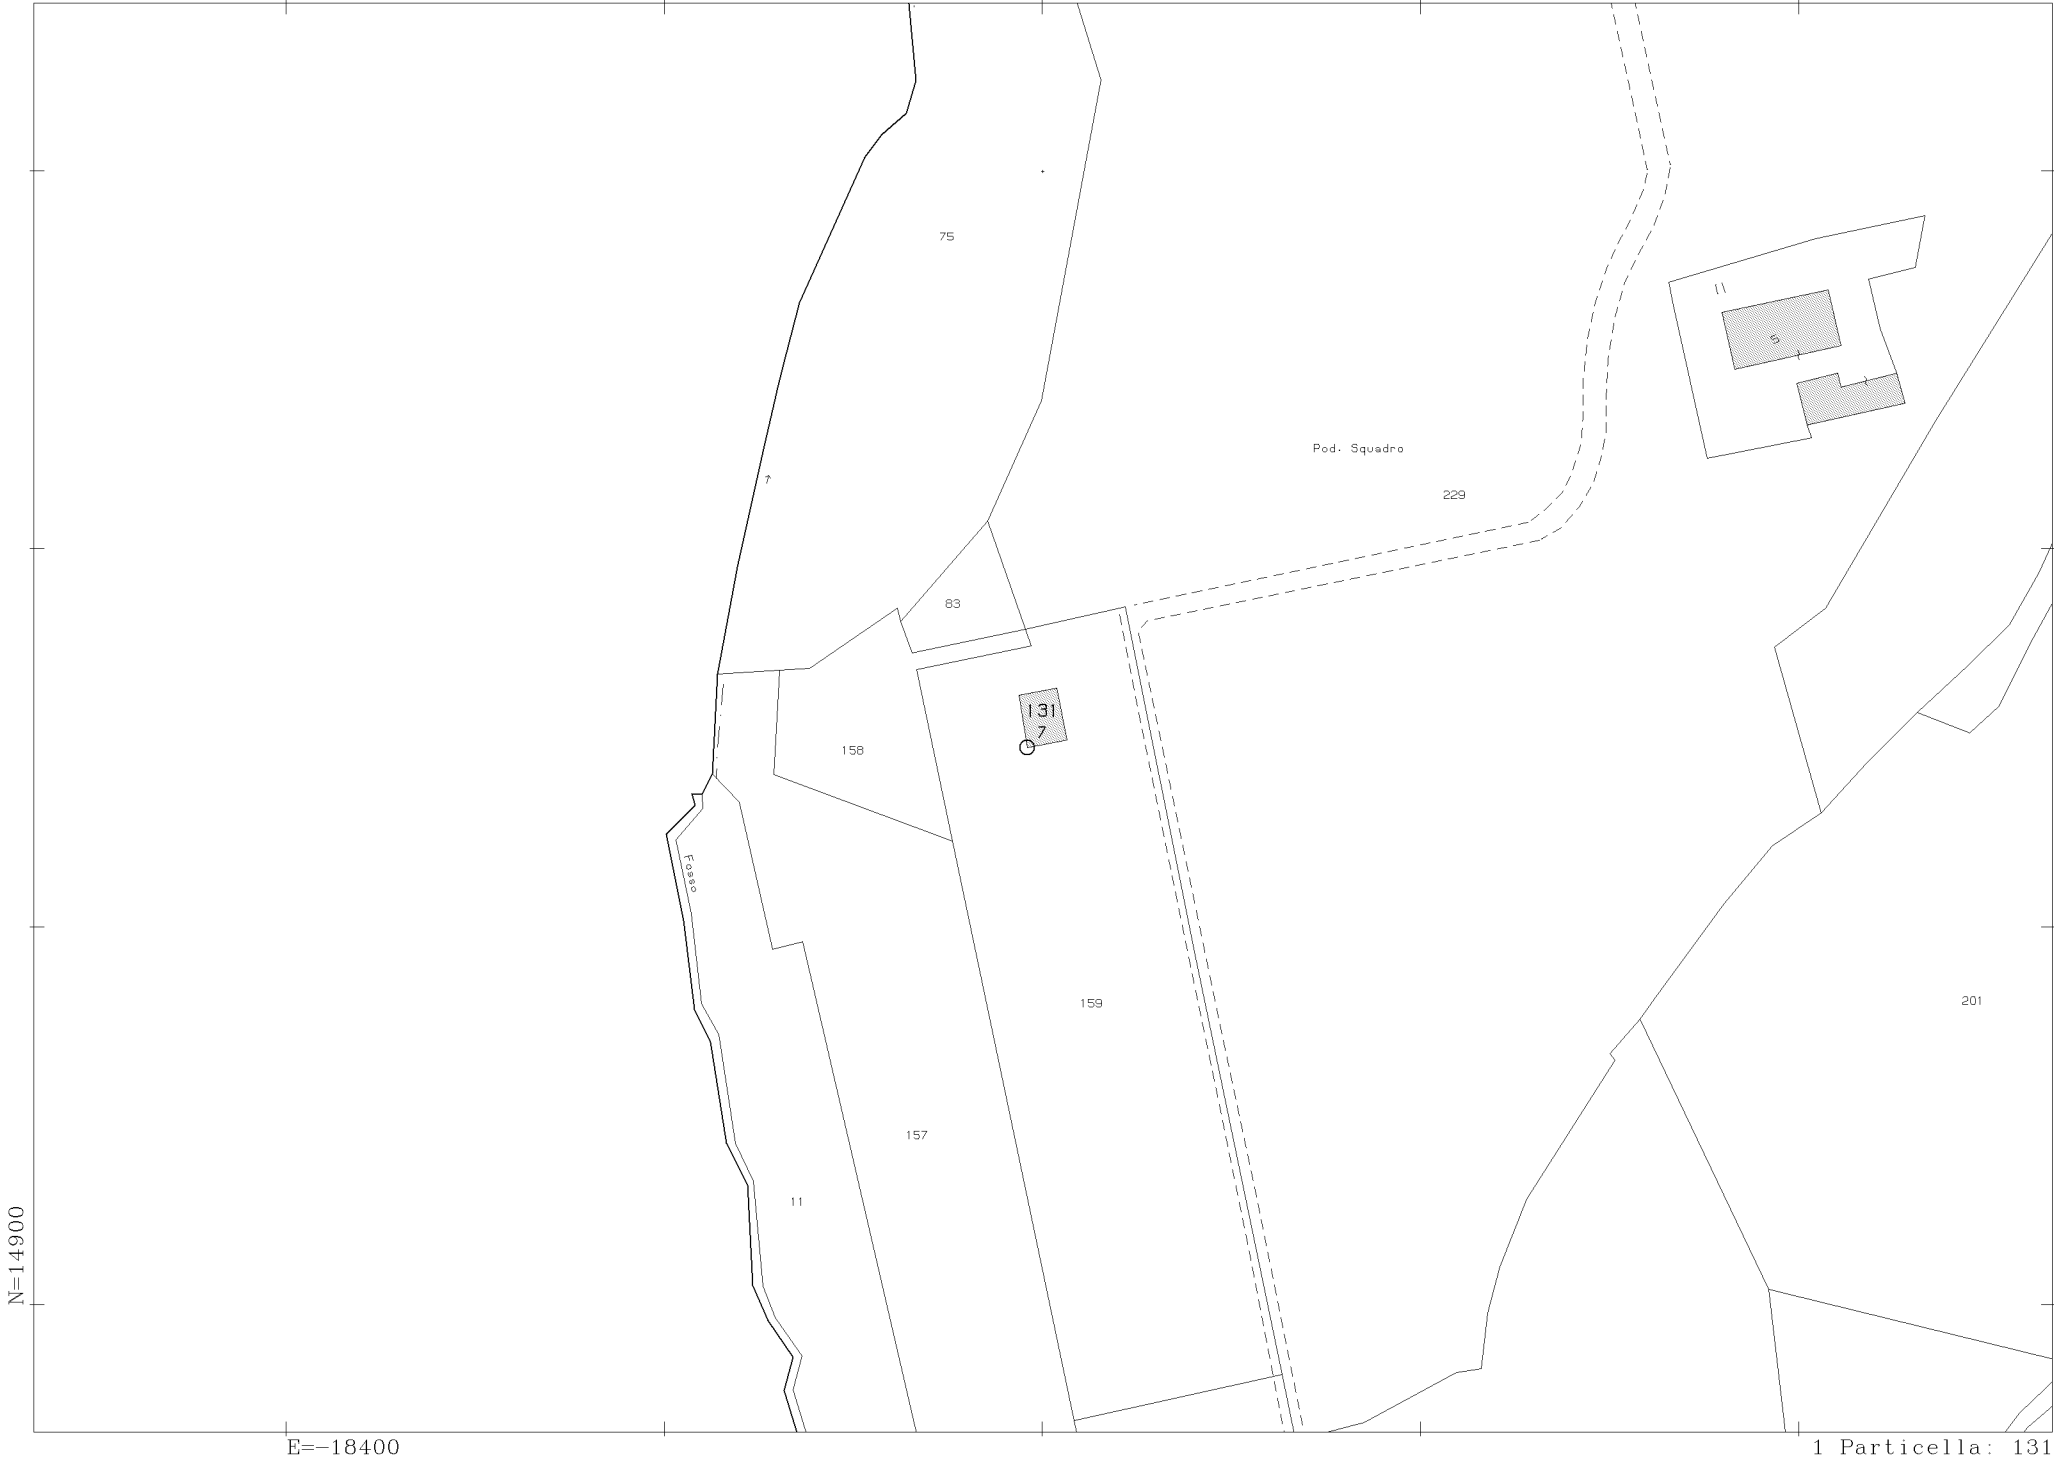 75
5
Pod. Squadro
229
83
131
7
158
Fosso
159
201
157
11
N=14900
E=-18400
1 Particella: 131